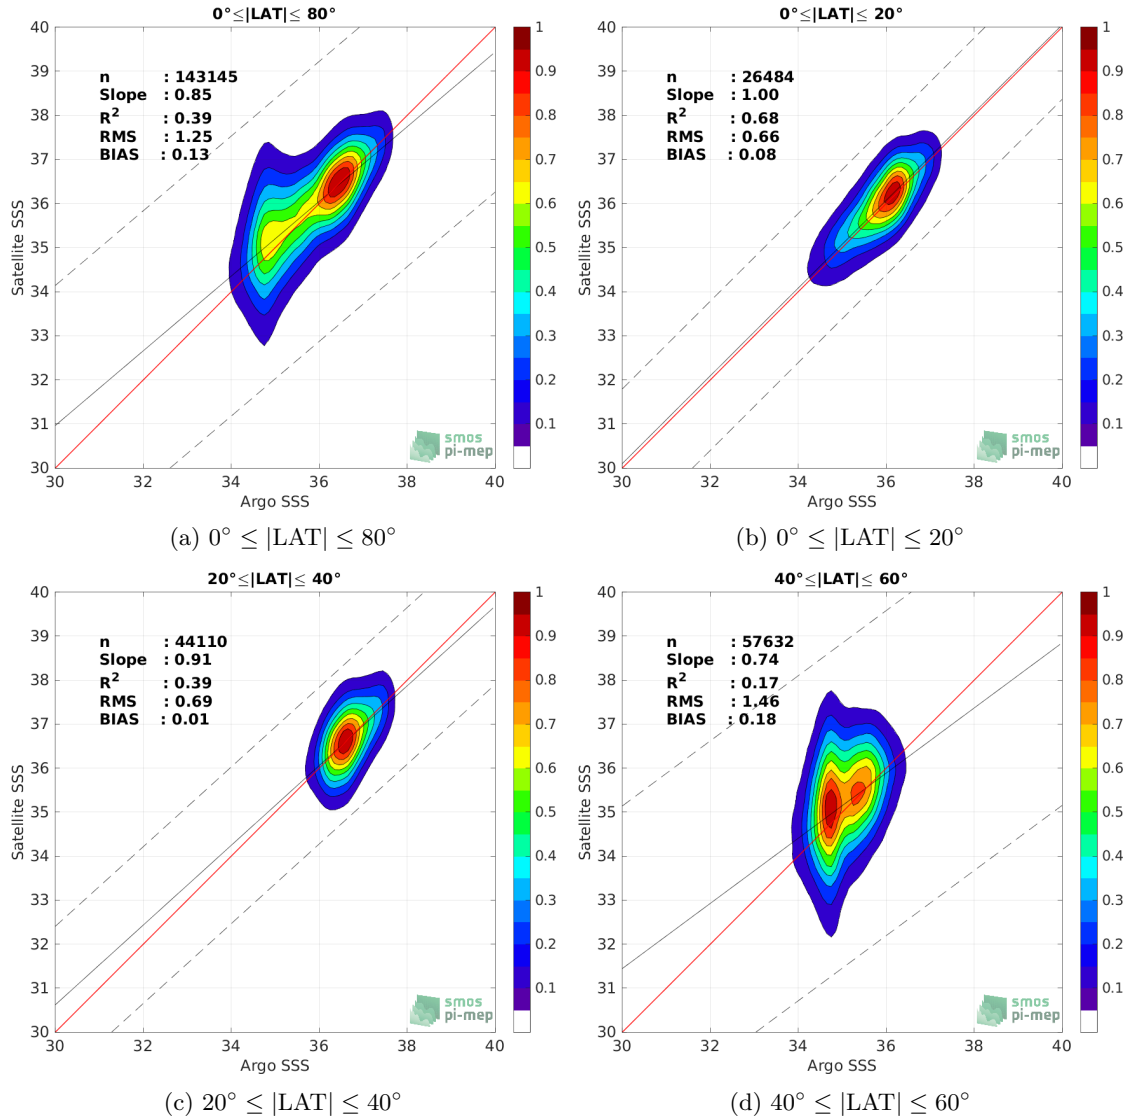 0°≤|LAT|≤ 80°
n : 143145
Slope : 0.85
R2 : 0.39
RMS : 1.25
BIAS : 0.13
Satellite SSS
40
39
38
37
36
35
34
33
32
31
30
30 32 34 36 38 40
Argo SSS
1
0.9
0.8
0.7
0.6
0.5
0.4
0.3
0.2
0.1
smos
pi-mep
(a) 0° ≤ |LAT| ≤ 80°
0°≤|LAT|≤ 20°
n : 26484
Slope : 1.00
R2 : 0.68
RMS : 0.66
BIAS : 0.08
Satellite SSS
40
39
38
37
36
35
34
33
32
31
30
30 32 34 36 38 40
Argo SSS
1
0.9
0.8
0.7
0.6
0.5
0.4
0.3
0.2
0.1
smos
pi-mep
(b) 0° ≤ |LAT| ≤ 20°
20°≤|LAT|≤ 40°
n : 44110
Slope : 0.91
R2 : 0.39
RMS : 0.69
BIAS : 0.01
Satellite SSS
40
39
38
37
36
35
34
33
32
31
30
30 32 34 36 38 40
Argo SSS
1
0.9
0.8
0.7
0.6
0.5
0.4
0.3
0.2
0.1
smos
pi-mep
(c) 20° ≤ |LAT| ≤ 40°
40°≤|LAT|≤ 60°
n : 57632
Slope : 0.74
R2 : 0.17
RMS : 1.46
BIAS : 0.18
Satellite SSS
40
39
38
37
36
35
34
33
32
31
30
30 32 34 36 38 40
Argo SSS
1
0.9
0.8
0.7
0.6
0.5
0.4
0.3
0.2
0.1
smos
pi-mep
(d) 40° ≤ |LAT| ≤ 60°